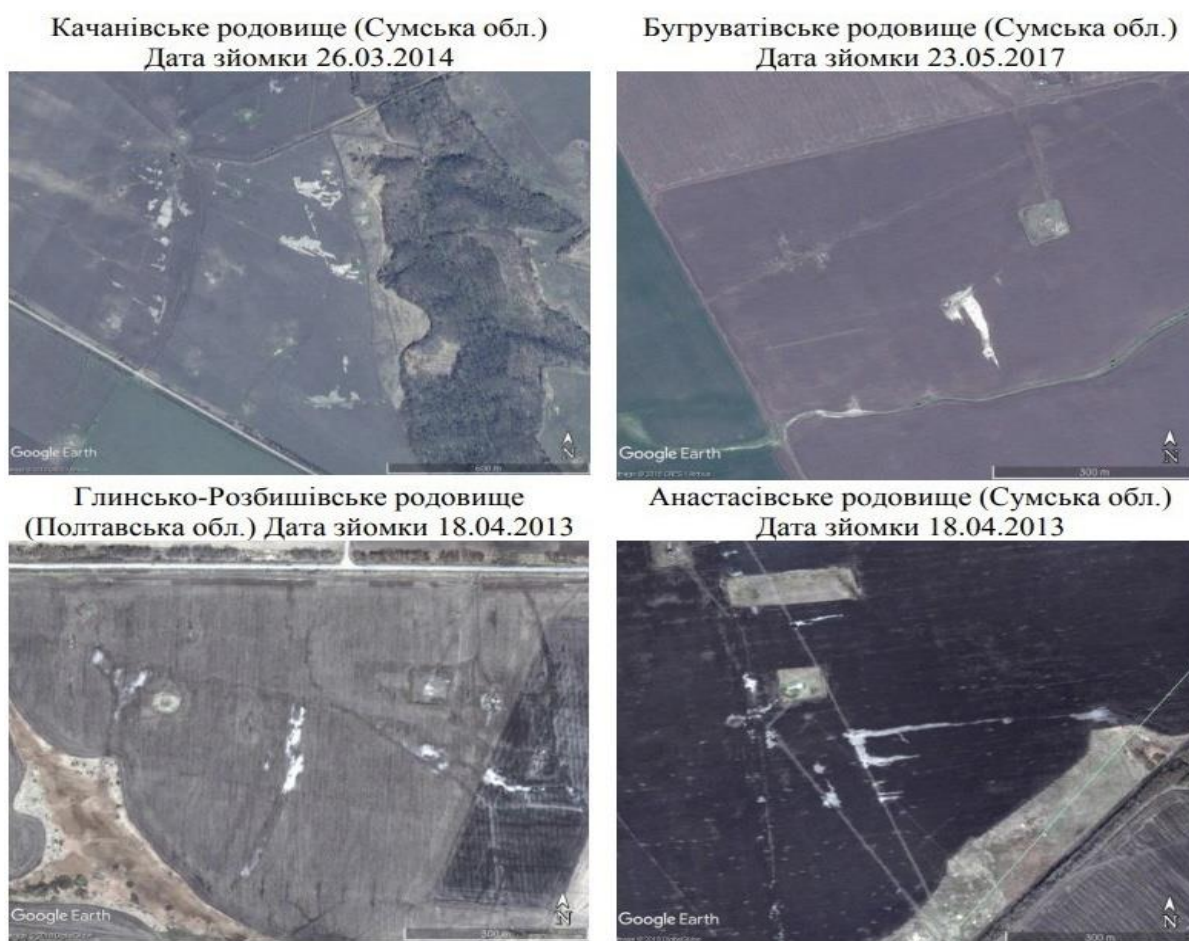 Качанівське родовище (Сумська обл.)
Дата зйомки 26.03.2014
Бугруватівське родовище (Сумська обл.)
Дата зйомки 23.05.2017
Google Earth
600 m
N
Google Earth
300 m
N
Глинсько-Розбишівське родовище
(Полтавська обл.) Дата зйомки 18.04.2013
Анастасівське родовище (Сумська обл.)
Дата зйомки 18.04.2013
Google Earth
300 m
N
Google Earth
300 m
N